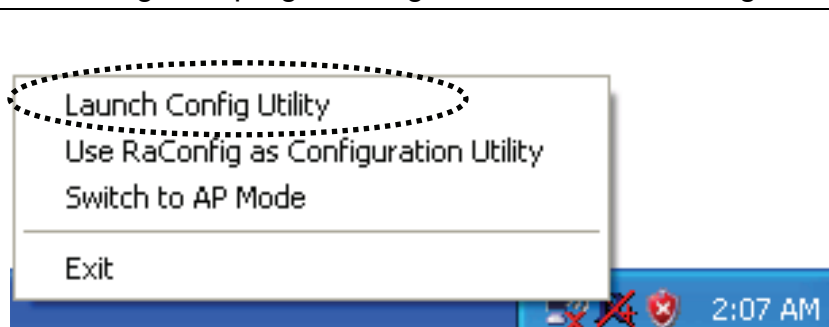 Launch Config Utility
Use RaConfig as Configuration Utility
Switch to AP Mode
Exit
2:07 AM